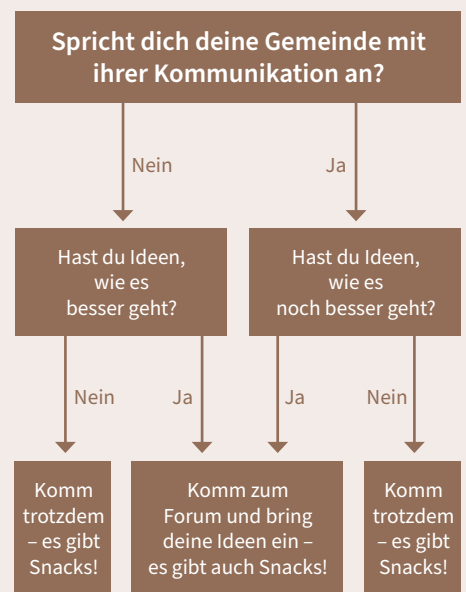 Spricht dich deine Gemeinde mit
ihrer Kommunikation an?
Nein
Ja
Hast du Ideen,
wie es
besser geht?
Hast du Ideen,
wie es
noch besser geht?
Nein
Ja
Ja
Nein
Komm
trotzdem
– es gibt
Snacks!
Komm zum
Forum und bring
deine Ideen ein –
es gibt auch Snacks!
Komm
trotzdem
– es gibt
Snacks!